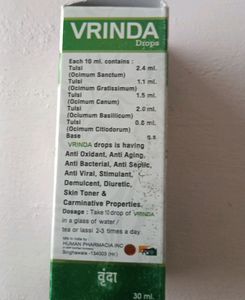 VRINDA
Drops
Each 10 ml. contains :
Tulsi 2.4 ml.
(Ocimum Sanctum)
Tulsi 1.1 ml.
(Ocimum Gratissimum)
Tulsi 1.5 ml.
(Ocimum Canum)
Tulsi 2.0 ml.
(Ocimum Basillicum)
Tulsi 0.6 ml.
(Ocimum Citiodorum)
Base q.s
VRINDA drops is having
Anti Oxidant, Anti Aging,
Anti Bacterial, Anti Septic,
Anti Viral, Stimulant,
Demulcent, Diuretic,
Skin Toner &
Carminative Properties.
Dosage : Take 10 drop of VRINDA
in a glass of water /
tea or lassi 2-3 times a day
HUMAN PHARMACIA INC
Singhawala -134003 (Hr.)
वृंदा
30 ml.